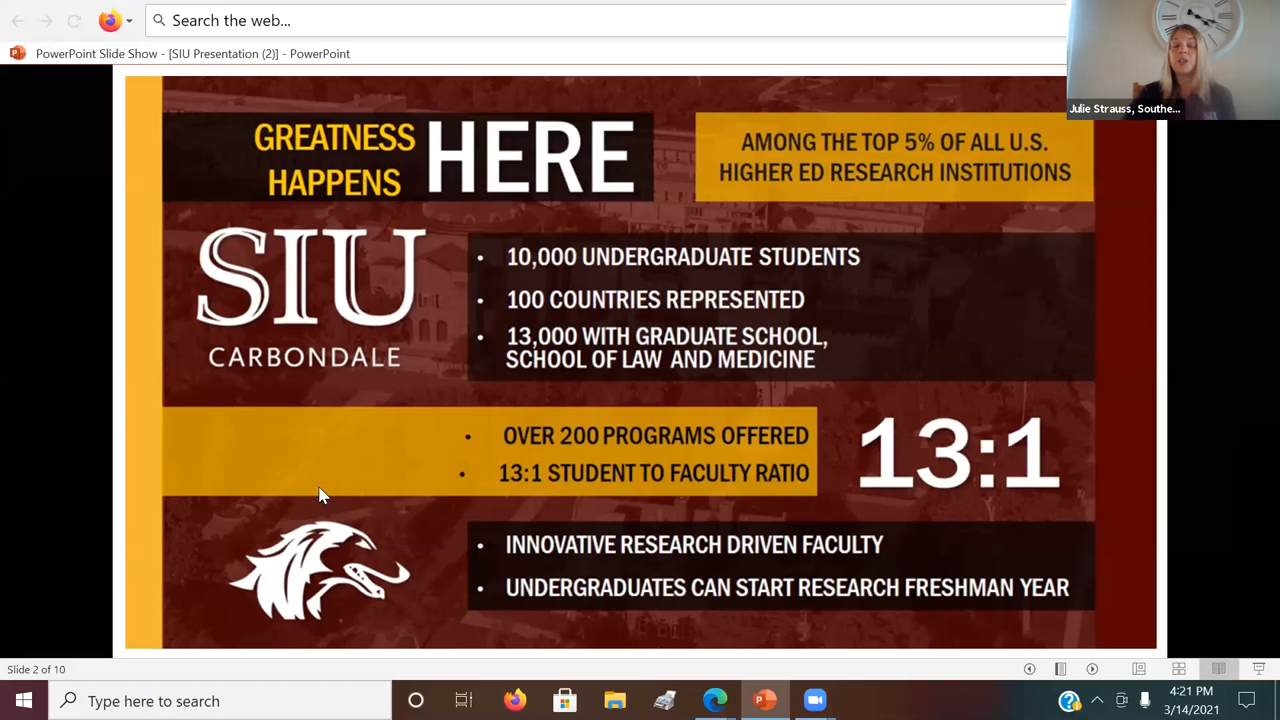 Search the web...
PowerPoint Slide Show - [SIU Presentation (2)] - PowerPoint
Julie Strauss, Southe...
GREATNESS
HAPPENS
HERE
AMONG THE TOP 5% OF ALL U.S.
HIGHER ED RESEARCH INSTITUTIONS
SIU
CARBONDALE
• 10,000 UNDERGRADUATE STUDENTS
• 100 COUNTRIES REPRESENTED
• 13,000 WITH GRADUATE SCHOOL,
SCHOOL OF LAW AND MEDICINE
• OVER 200 PROGRAMS OFFERED
• 13:1 STUDENT TO FACULTY RATIO
13:1
• INNOVATIVE RESEARCH DRIVEN FACULTY
• UNDERGRADUATES CAN START RESEARCH FRESHMAN YEAR
Slide 2 of 10
Type here to search
4:21 PM
3/14/2021